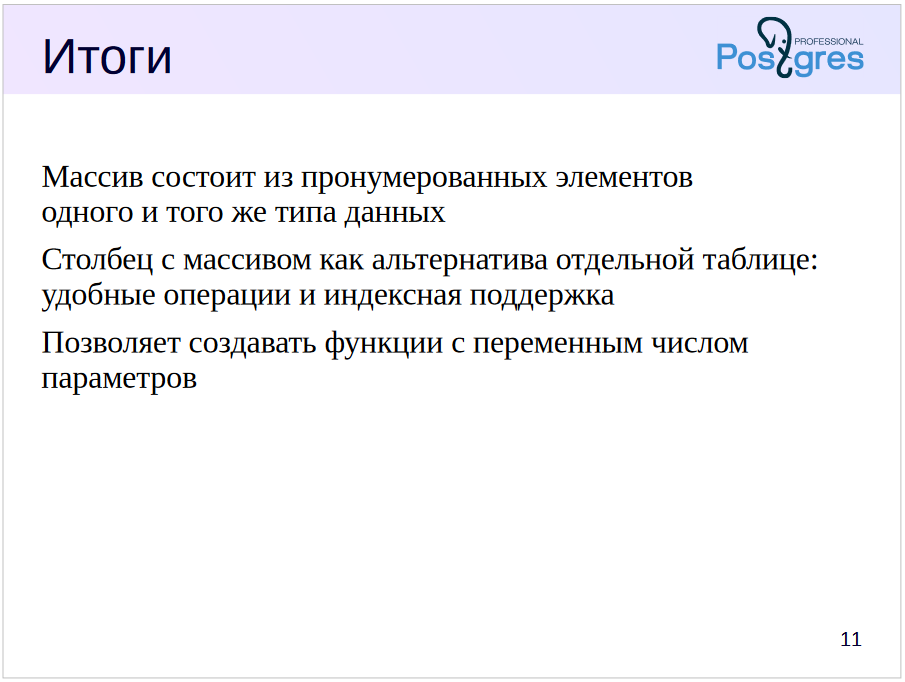 Итоги
PROFESSIONAL
Postgres
Массив состоит из пронумерованных элементов
одного и того же типа данных
Столбец с массивом как альтернатива отдельной таблице:
удобные операции и индексная поддержка
Позволяет создавать функции с переменным числом
параметров
11